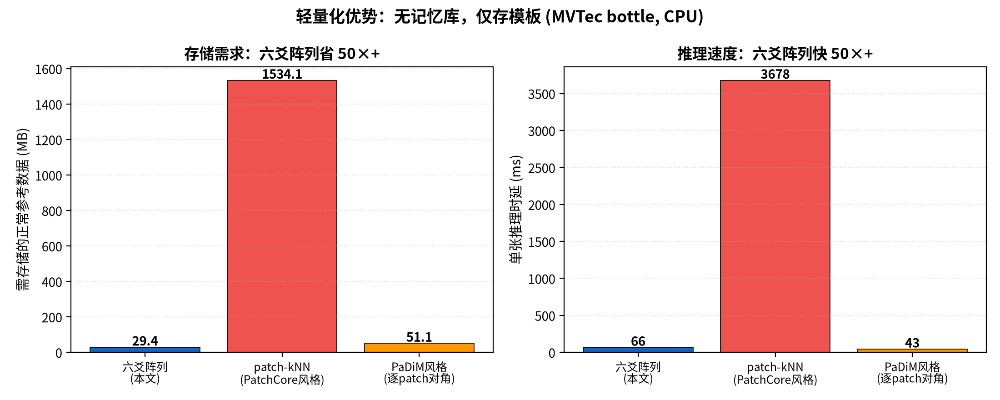 轻量化优势：无记忆库，仅存模板 (MVTec bottle, CPU)
存储需求：六爻阵列省 50×+
需存储的正常参考数据 (MB)
1600
1400
1200
1000
800
600
400
200
0
29.4
1534.1
51.1
六爻阵列
(本文)
patch-kNN
(PatchCore风格)
PaDiM风格
(逐patch对角)
推理速度：六爻阵列快 50×+
单张推理时延 (ms)
3500
3000
2500
2000
1500
1000
500
0
66
3678
43
六爻阵列
(本文)
patch-kNN
(PatchCore风格)
PaDiM风格
(逐patch对角)